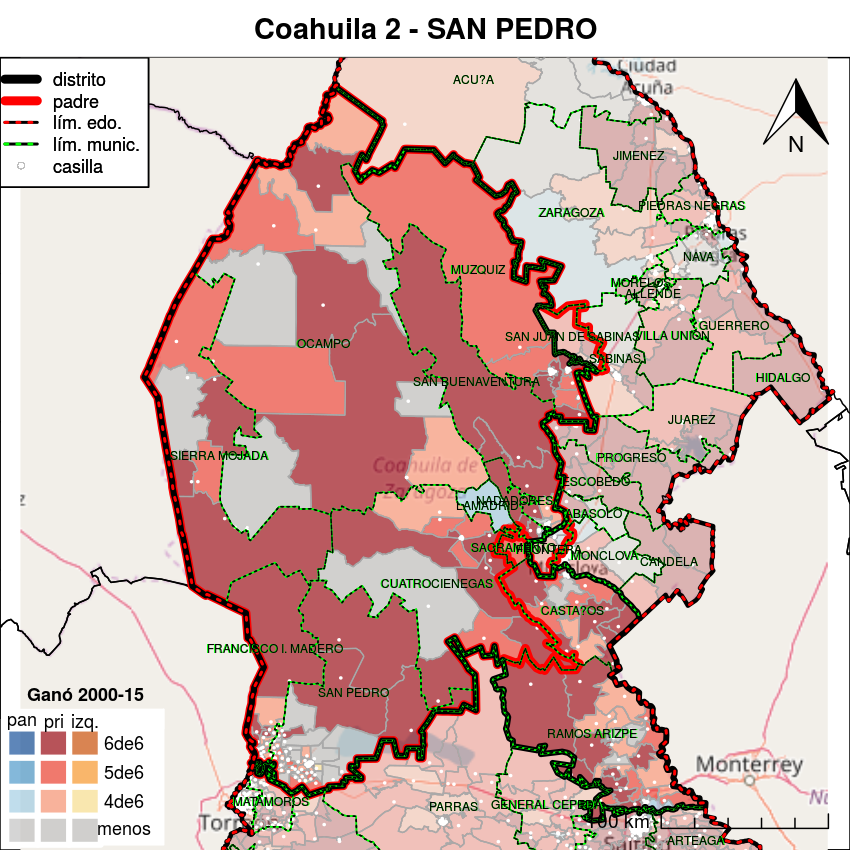 Coahuila 2 - SAN PEDRO
distrito
padre
lím. edo.
lím. munic.
casilla
N
ACU?A
Ciudad
Acuña
JIMENEZ
PIEDRAS NEGRAS
ZARAGOZA
NAVA
MUZQUIZ
MORELOS
ALLENDE
GUERRERO
SAN JUAN DE SABINAS
VILLA UNION
OCAMPO
SABINAS
SAN BUENAVENTURA
HIDALGO
JUAREZ
SIERRA MOJADA
PROGRESO
Coahuila de
Zaragoza
ESCOBEDO
NADADORES
LAMADRID
ABASOLO
SACRAMENTO
FRONTERA
MONCLOVA
CANDELA
CUATROCIENEGAS
CASTA?OS
FRANCISCO I. MADERO
SAN PEDRO
RAMOS ARIZPE
Monterrey
MATAMOROS
PARRAS
GENERAL CEPEDA
100 km
ARTEAGA
Ganó 2000-15
pan pri izq.
6de6
5de6
4de6
menos